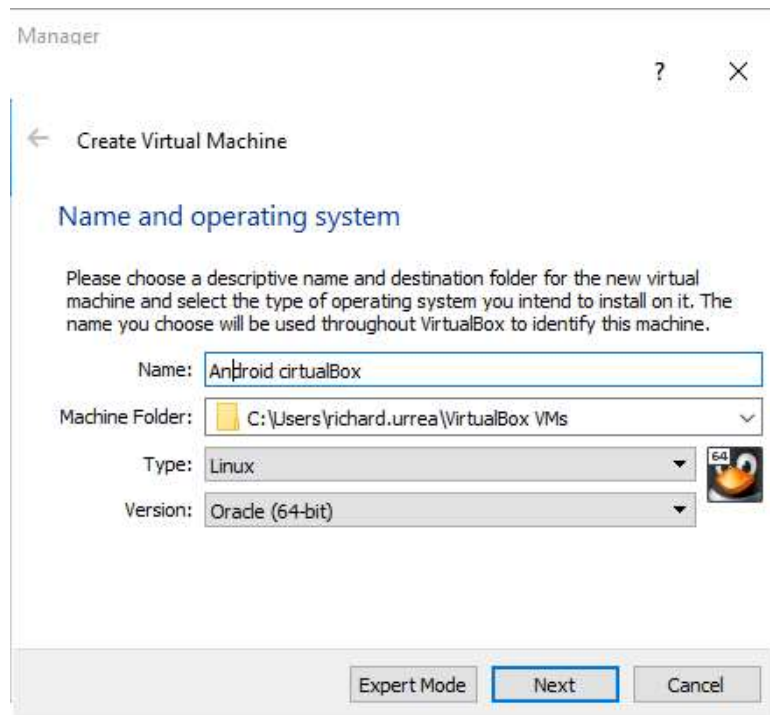 Manager
?
Create Virtual Machine
Name and operating system
Please choose a descriptive name and destination folder for the new virtual
machine and select the type of operating system you intend to install on it. The
name you choose will be used throughout VirtualBox to identify this machine.
Name: Android cirtualBox
Machine Folder: C:\Users\richard.urrea\VirtualBox VMs
Type: Linux
64
Version: Oracle (64-bit)
Expert Mode Next Cancel